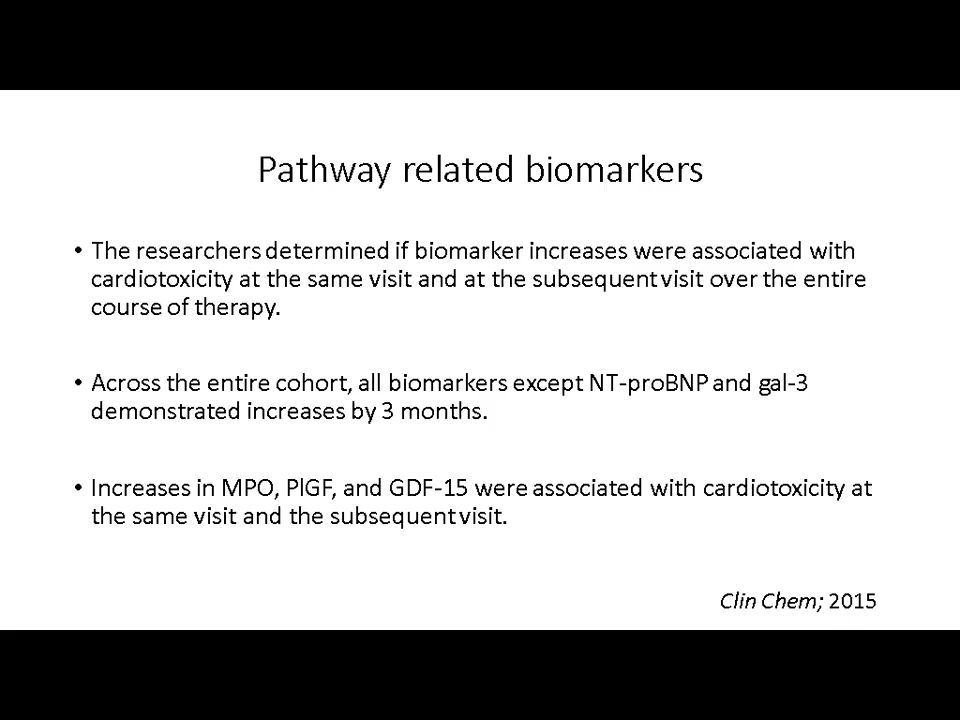 Pathway related biomarkers
• The researchers determined if biomarker increases were associated with
cardiotoxicity at the same visit and at the subsequent visit over the entire
course of therapy.
• Across the entire cohort, all biomarkers except NT-proBNP and gal-3
demonstrated increases by 3 months.
• Increases in MPO, PlGF, and GDF-15 were associated with cardiotoxicity at
the same visit and the subsequent visit.
Clin Chem; 2015